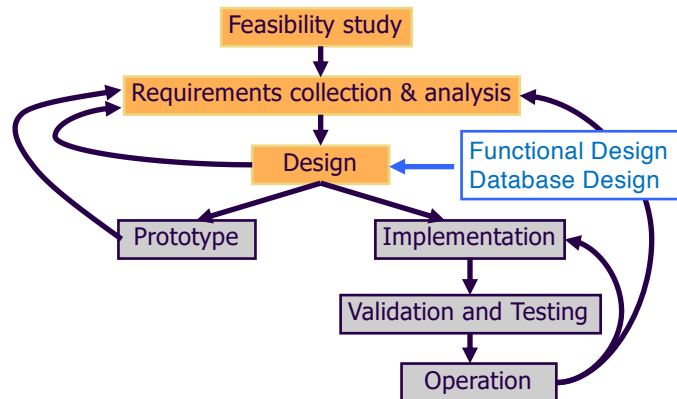 Feasibility study
Requirements collection & analysis
Design
Functional Design
Database Design
Prototype
Implementation
Validation and Testing
Operation